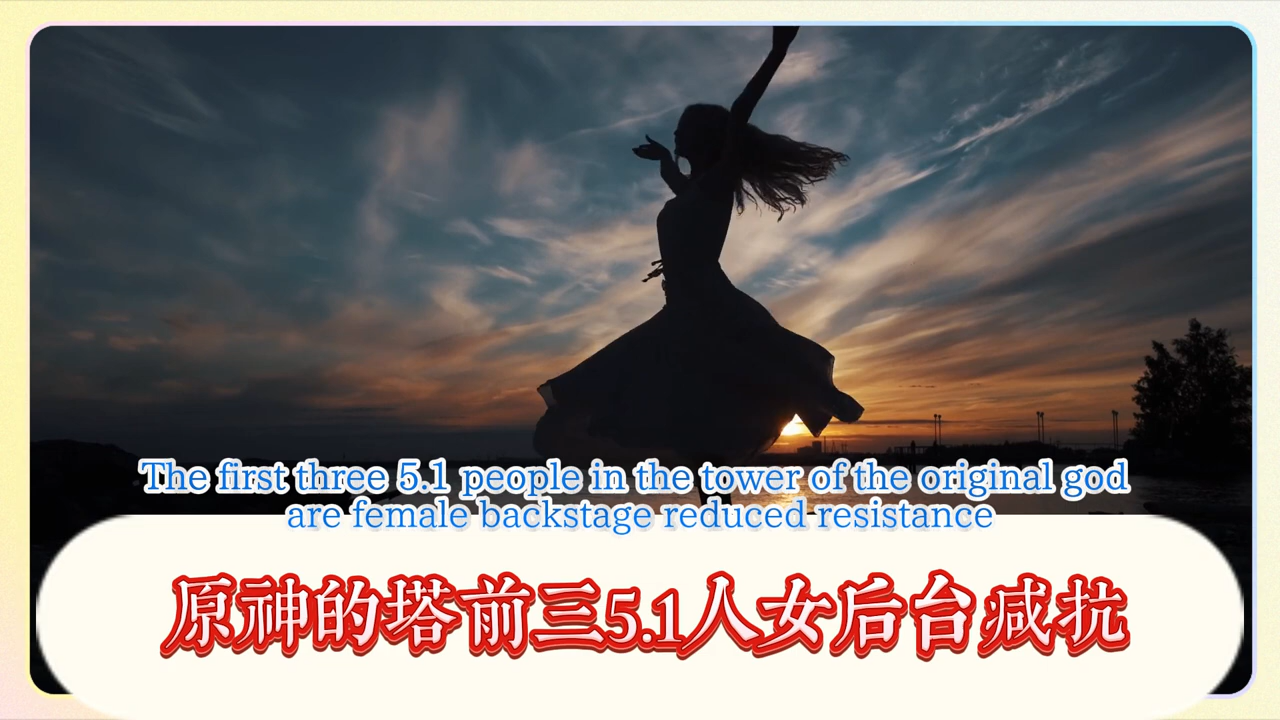 The first three 5.1 people in the tower of the original god
are female backstage reduced resistance
原神的塔前三5.1人女后台减抗